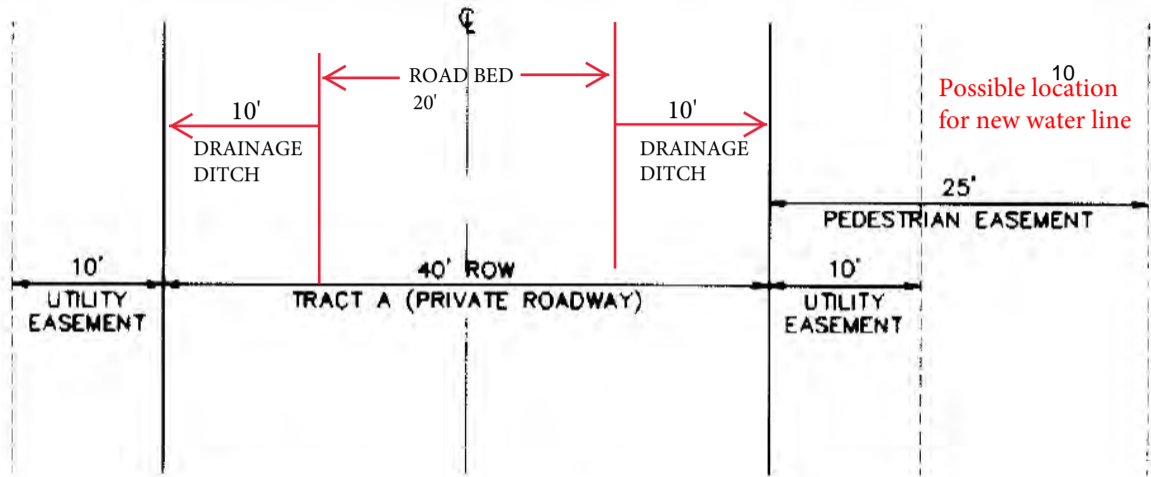 ℄
ROAD BED
20'
10'
DRAINAGE
DITCH
10'
DRAINAGE
DITCH
10
Possible location
for new water line
25'
PEDESTRIAN EASEMENT
10'
UTILITY
EASEMENT
40' ROW
TRACT A (PRIVATE ROADWAY)
10'
UTILITY
EASEMENT